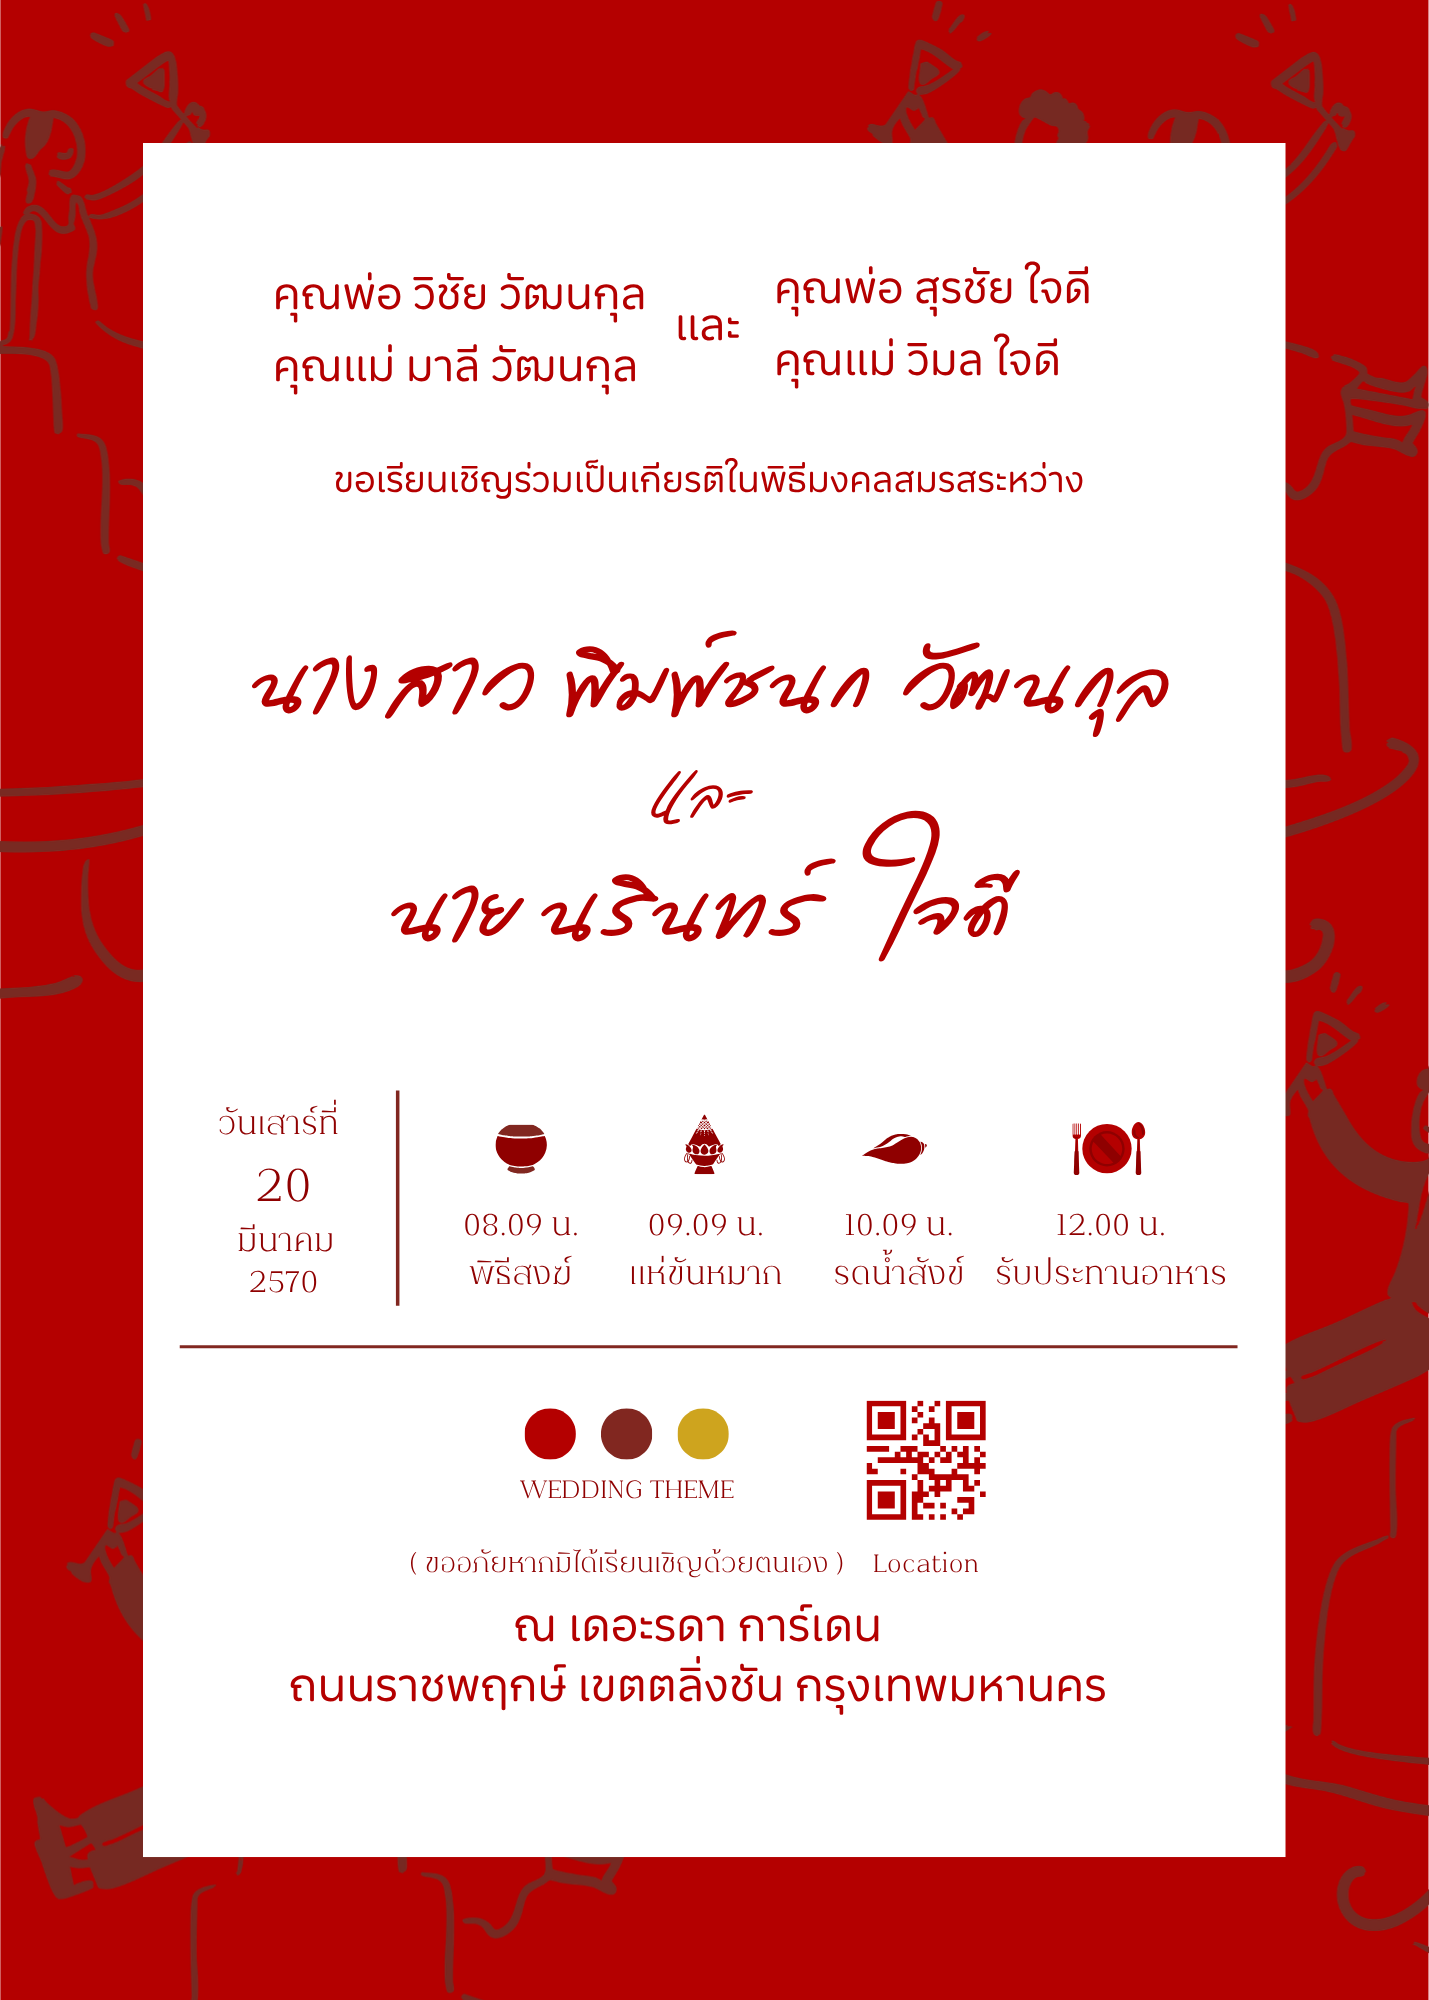 คุณพ่อ วิชัย วัฒนกุล
คุณแม่ มาลี วัฒนกุล
และ
คุณพ่อ สุรชัย ใจดี
คุณแม่ วิมล ใจดี
ขอเรียนเชิญร่วมเป็นเกียรติในพิธีมงคลสมรสระหว่าง
นางสาว พิมพ์ชนก วัฒนกุล
และ
นาย นรินทร์ ใจดี
วันเสาร์ที่
20
มีนาคม
2570
08.09 น.
พิธีสงฆ์
09.09 น.
แห่ขันหมาก
10.09 น.
รดน้ำสังข์
12.00 น.
รับประทานอาหาร
WEDDING THEME
( ขออภัยหากมิได้เรียนเชิญด้วยตนเอง )
Location
ณ เดอะรดา การ์เดน
ถนนราชพฤกษ์ เขตตลิ่งชัน กรุงเทพมหานคร